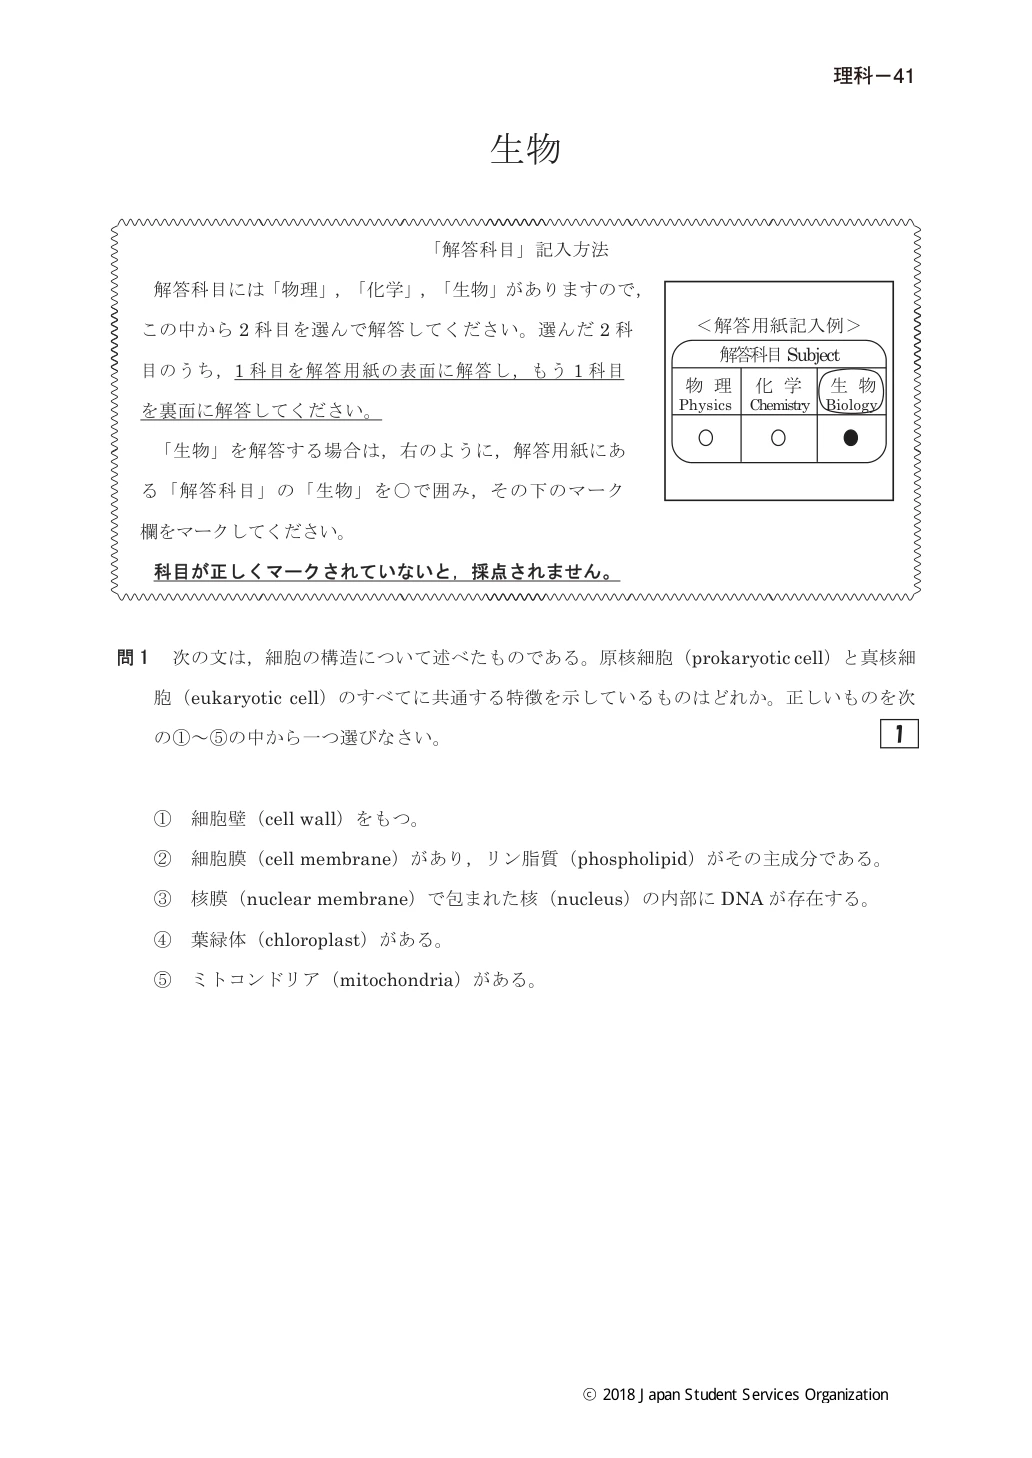 理科－41
生物
「解答科目」記入方法
解答科目には「物理」，「化学」，「生物」がありますので，
この中から2科目を選んで解答してください。選んだ2科
目のうち，1科目を解答用紙の表面に解答し，もう1科目
を裏面に解答してください。
「生物」を解答する場合は，右のように，解答用紙にあ
る「解答科目」の「生物」を○で囲み，その下のマーク
欄をマークしてください。
科目が正しくマークされていないと，採点されません。
＜解答用紙記入例＞
解答科目 Subject
物 理 化 学 生 物
Physics Chemistry Biology
問1 次の文は，細胞の構造について述べたものである。原核細胞（prokaryotic cell）と真核細
胞（eukaryotic cell）のすべてに共通する特徴を示しているものはどれか。正しいものを次
の①～⑤の中から一つ選びなさい。
1
① 細胞壁（cell wall）をもつ。
② 細胞膜（cell membrane）があり，リン脂質（phospholipid）がその主成分である。
③ 核膜（nuclear membrane）で包まれた核（nucleus）の内部に DNA が存在する。
④ 葉緑体（chloroplast）がある。
⑤ ミトコンドリア（mitochondria）がある。
© 2018 Japan Student Services Organization